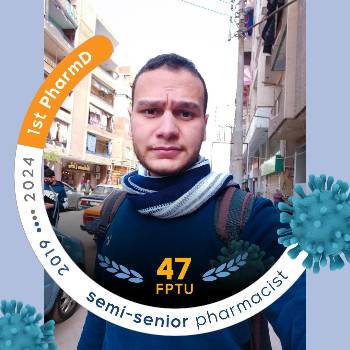 1st PharmD
2019 •••• 2024
47
FPTU
semi-senior pharmacist